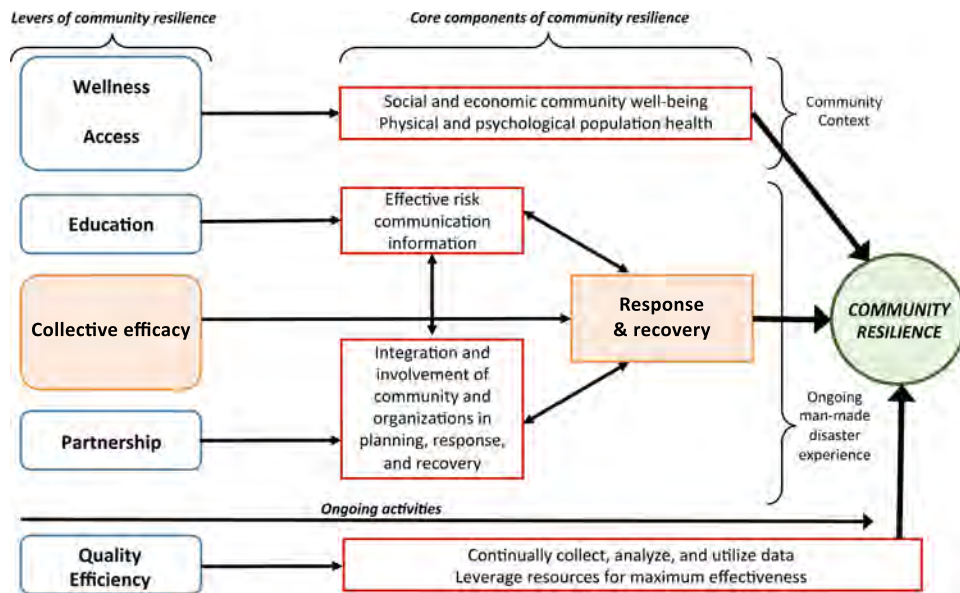 Levers of community resilience
Core components of community resilience
Wellness
Access
Social and economic community well-being
Physical and psychological population health
Community
Context
Education
Effective risk
communication
information
Collective efficacy
Response
& recovery
COMMUNITY
RESILIENCE
Integration and
involvement of
community and
organizations in
planning, response,
and recovery
Partnership
Ongoing
man-made
disaster
experience
Ongoing activities
Quality
Efficiency
Continually collect, analyze, and utilize data
Leverage resources for maximum effectiveness